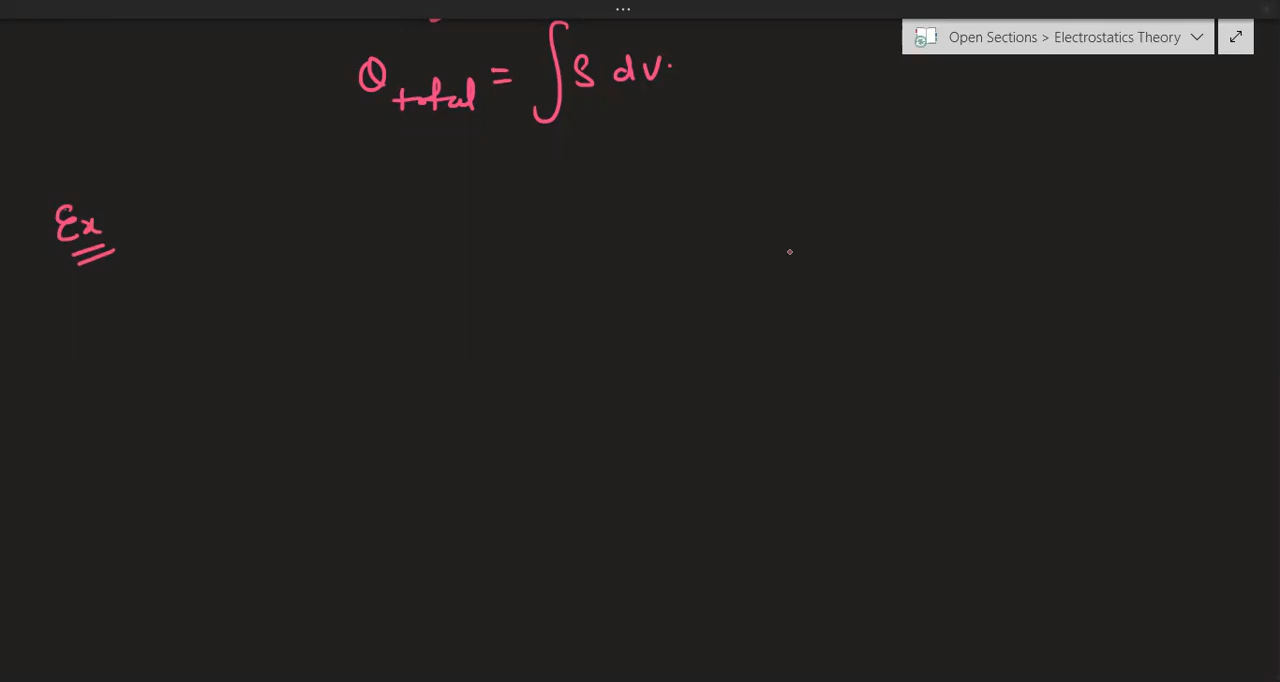 ...
Open Sections > Electrostatics Theory
Q total = ∫ ρ dv.
Ex